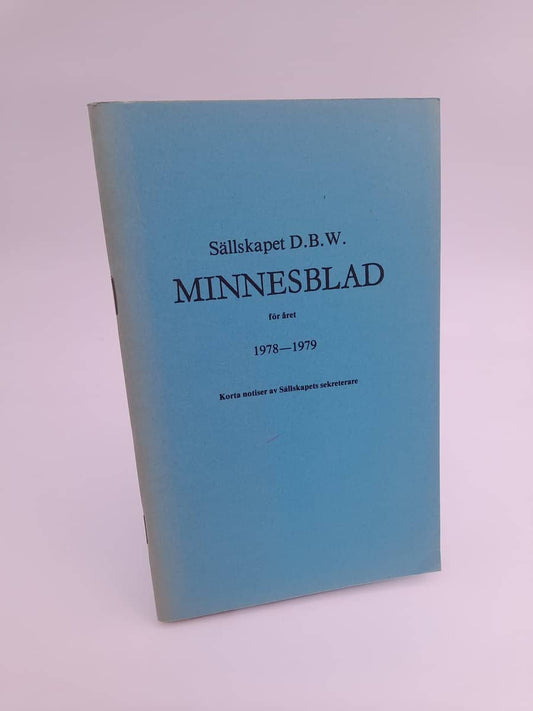 Sällskapet D.B.W.
MINNESBLAD
för året
1978—1979
Korta notiser av Sällskapets sekreterare